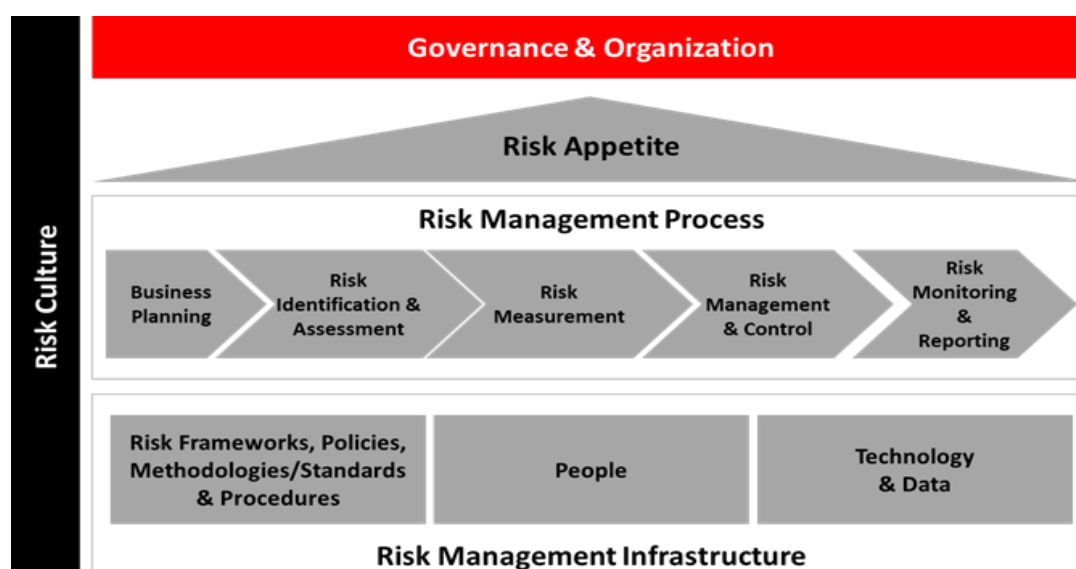 Governance & Organization
Risk Culture
Risk Appetite
Risk Management Process
Business
Planning
Risk
Identification &
Assessment
Risk
Measurement
Risk
Management
& Control
Risk
Monitoring
&
Reporting
Risk Frameworks, Policies,
Methodologies/Standards
& Procedures
People
Technology
& Data
Risk Management Infrastructure